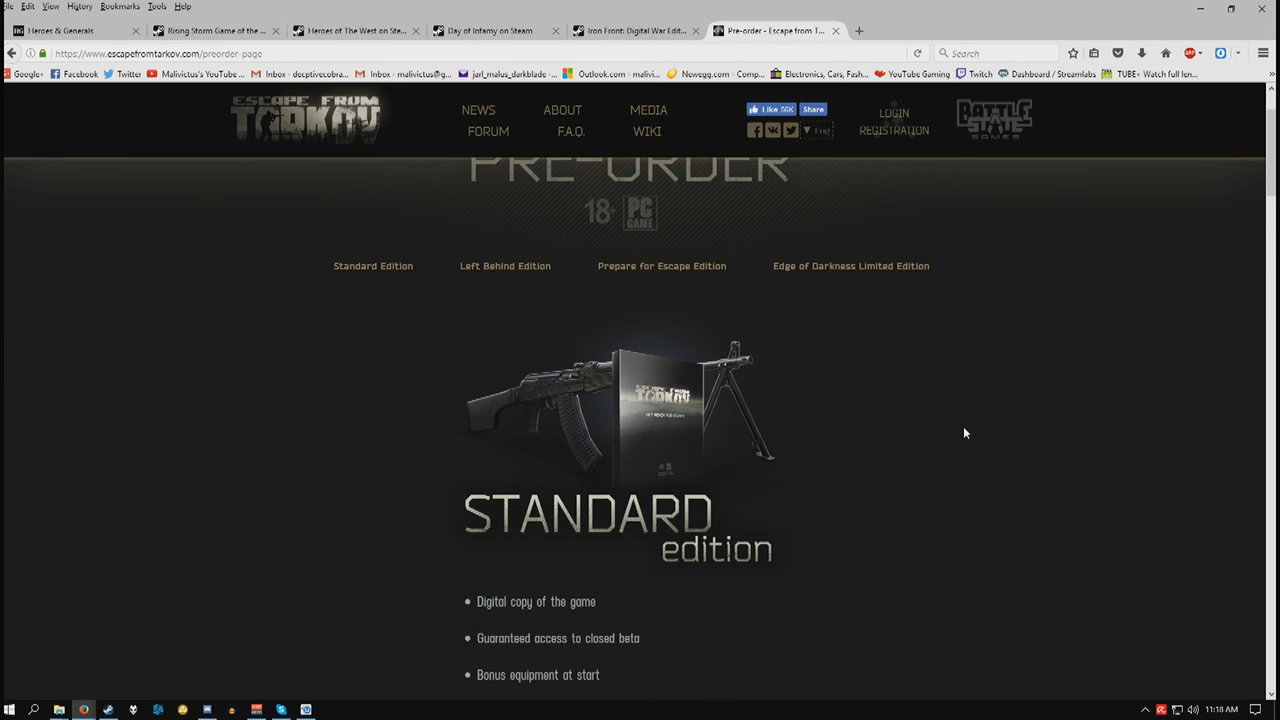 File Edit View History Bookmarks Tools Help
Heroes & Generals
Rising Storm Game of the ...
Heroes of The West on Ste...
Day of Infamy on Steam
Iron Front: Digital War Edit...
Pre-order - Escape from T...
https://www.escapefromtarkov.com/preorder-page
Search
Google+ Facebook Twitter Malivictus's YouTube ... Inbox - decptivecobra... Inbox - malivictus@g... jarl_malus_darkblade -... Outlook.com - malivi... Newegg.com - Comp... Electronics, Cars, Fash... YouTube Gaming Twitch Dashboard / Streamlabs TUBE+ Watch full len...
ESCAPE FROM TARKOV
NEWS ABOUT MEDIA
FORUM F.A.Q. WIKI
Like 56K Share
Eng
LOGIN
REGISTRATION
BATTLE STATE GAMES
PRE-ORDER
18+ PC GAME
Standard Edition Left Behind Edition Prepare for Escape Edition Edge of Darkness Limited Edition
ESCAPE FROM TARKOV
STANDARD
edition
• Digital copy of the game
• Guaranteed access to closed beta
• Bonus equipment at start
11:18 AM